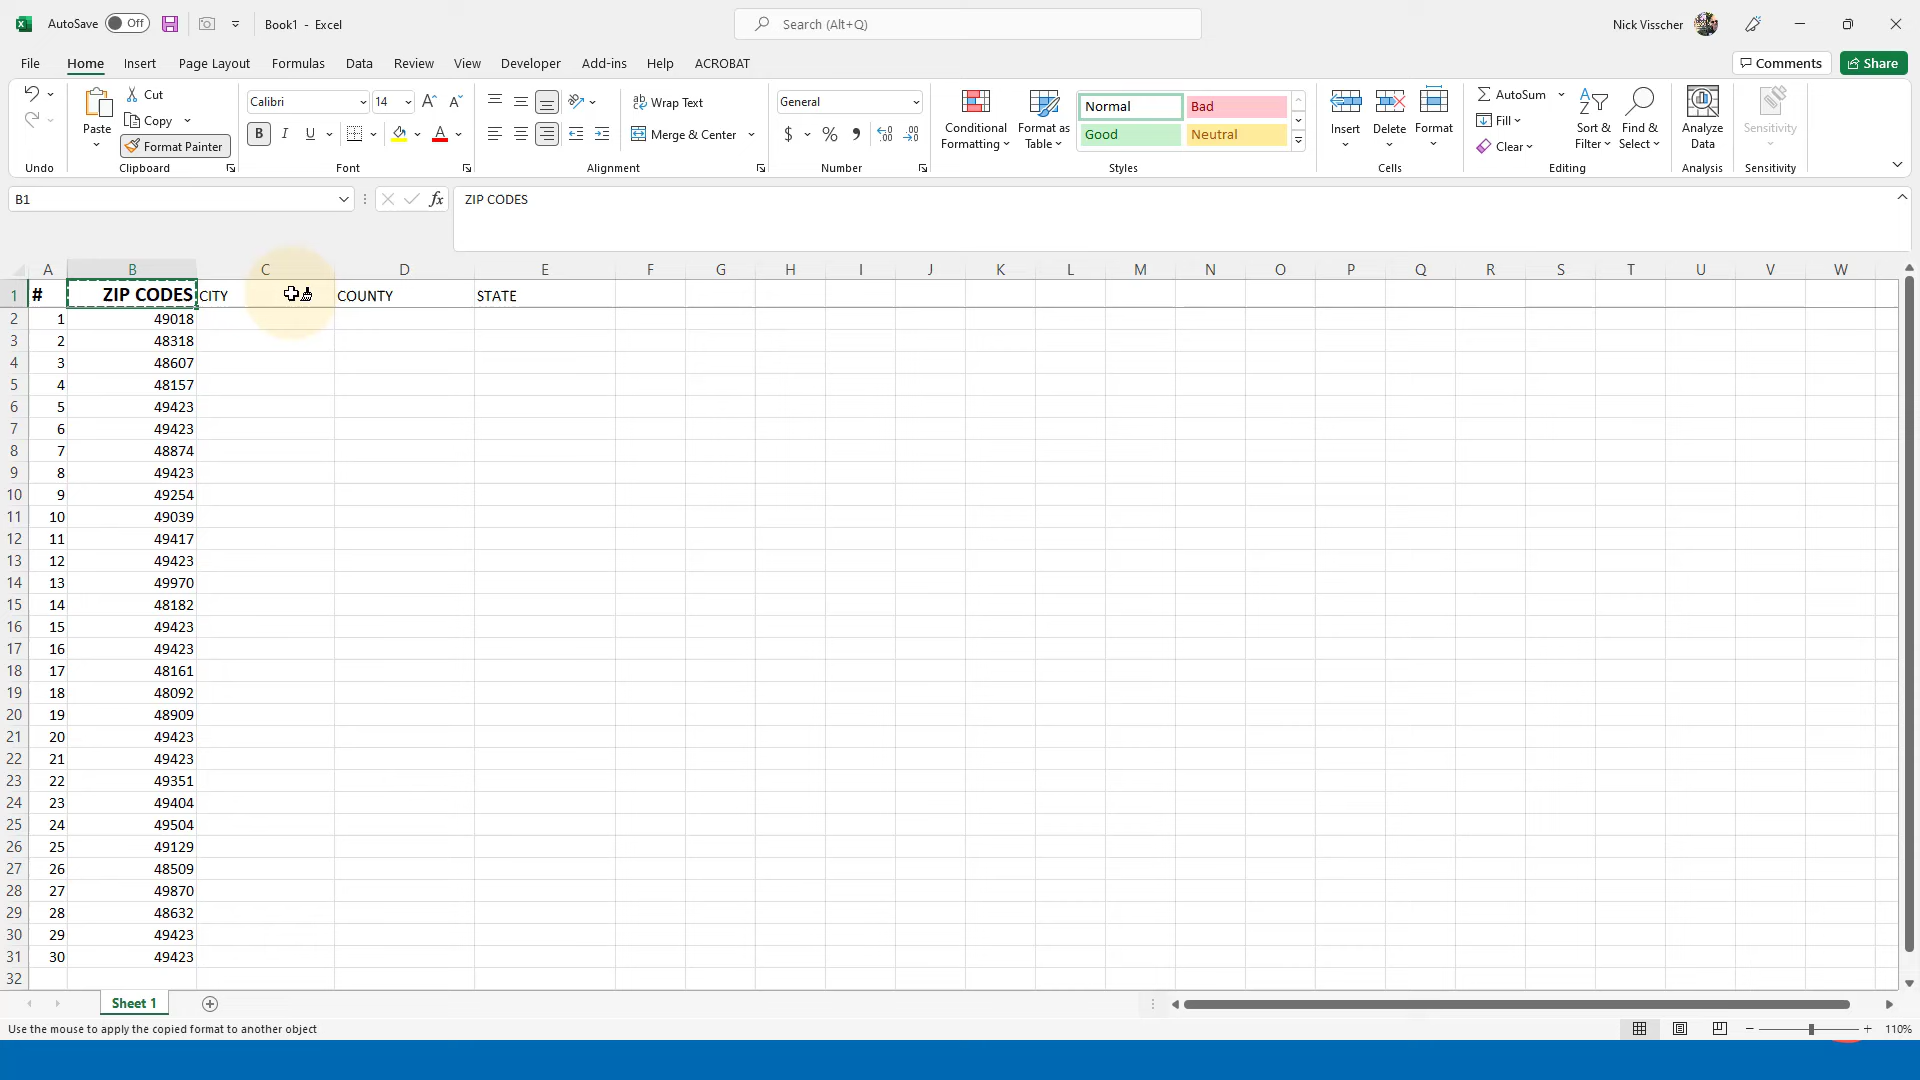 AutoSave Off Book1 - Excel Search (Alt+Q) Nick Visscher
File Home Insert Page Layout Formulas Data Review View Developer Add-ins Help ACROBAT Comments Share
Paste Cut Copy Format Painter
Calibri 14 B I U A
Wrap Text Merge & Center
General $ % 9
Conditional Formatting Format as Table Normal Bad Good Neutral
Insert Delete Format
AutoSum Fill Clear Sort & Filter Find & Select
Analyze Data Sensitivity
Undo Clipboard Font Alignment Number Styles Cells Editing Analysis Sensitivity
B1 fx ZIP CODES
A B C D E F G H I J K L M N O P Q R S T U V W
1 # ZIP CODES CITY COUNTY STATE
2 1 49018
3 2 48318
4 3 48607
5 4 48157
6 5 49423
7 6 49423
8 7 48874
9 8 49423
10 9 49254
11 10 49039
12 11 49417
13 12 49423
14 13 49970
15 14 48182
16 15 49423
17 16 49423
18 17 48161
19 18 48092
20 19 48909
21 20 49423
22 21 49423
23 22 49351
24 23 49404
25 24 49504
26 25 49129
27 26 48509
28 27 49870
29 28 48632
30 29 49423
31 30 49423
32
Sheet 1
Use the mouse to apply the copied format to another object 110%